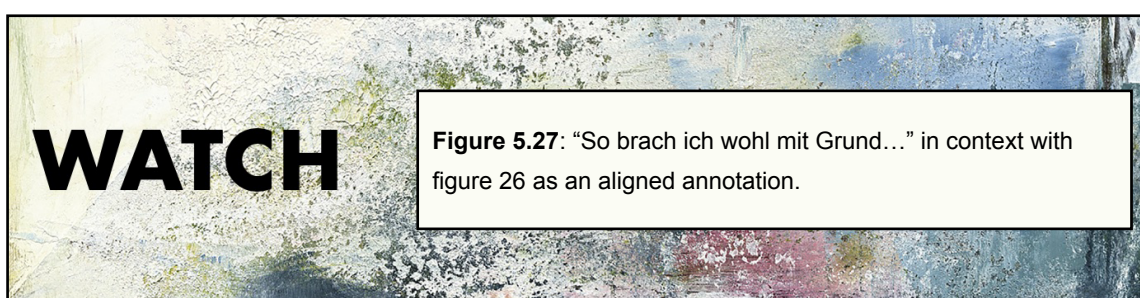 WATCH
Figure 5.27: “So brach ich wohl mit Grund…” in context with
figure 26 as an aligned annotation.